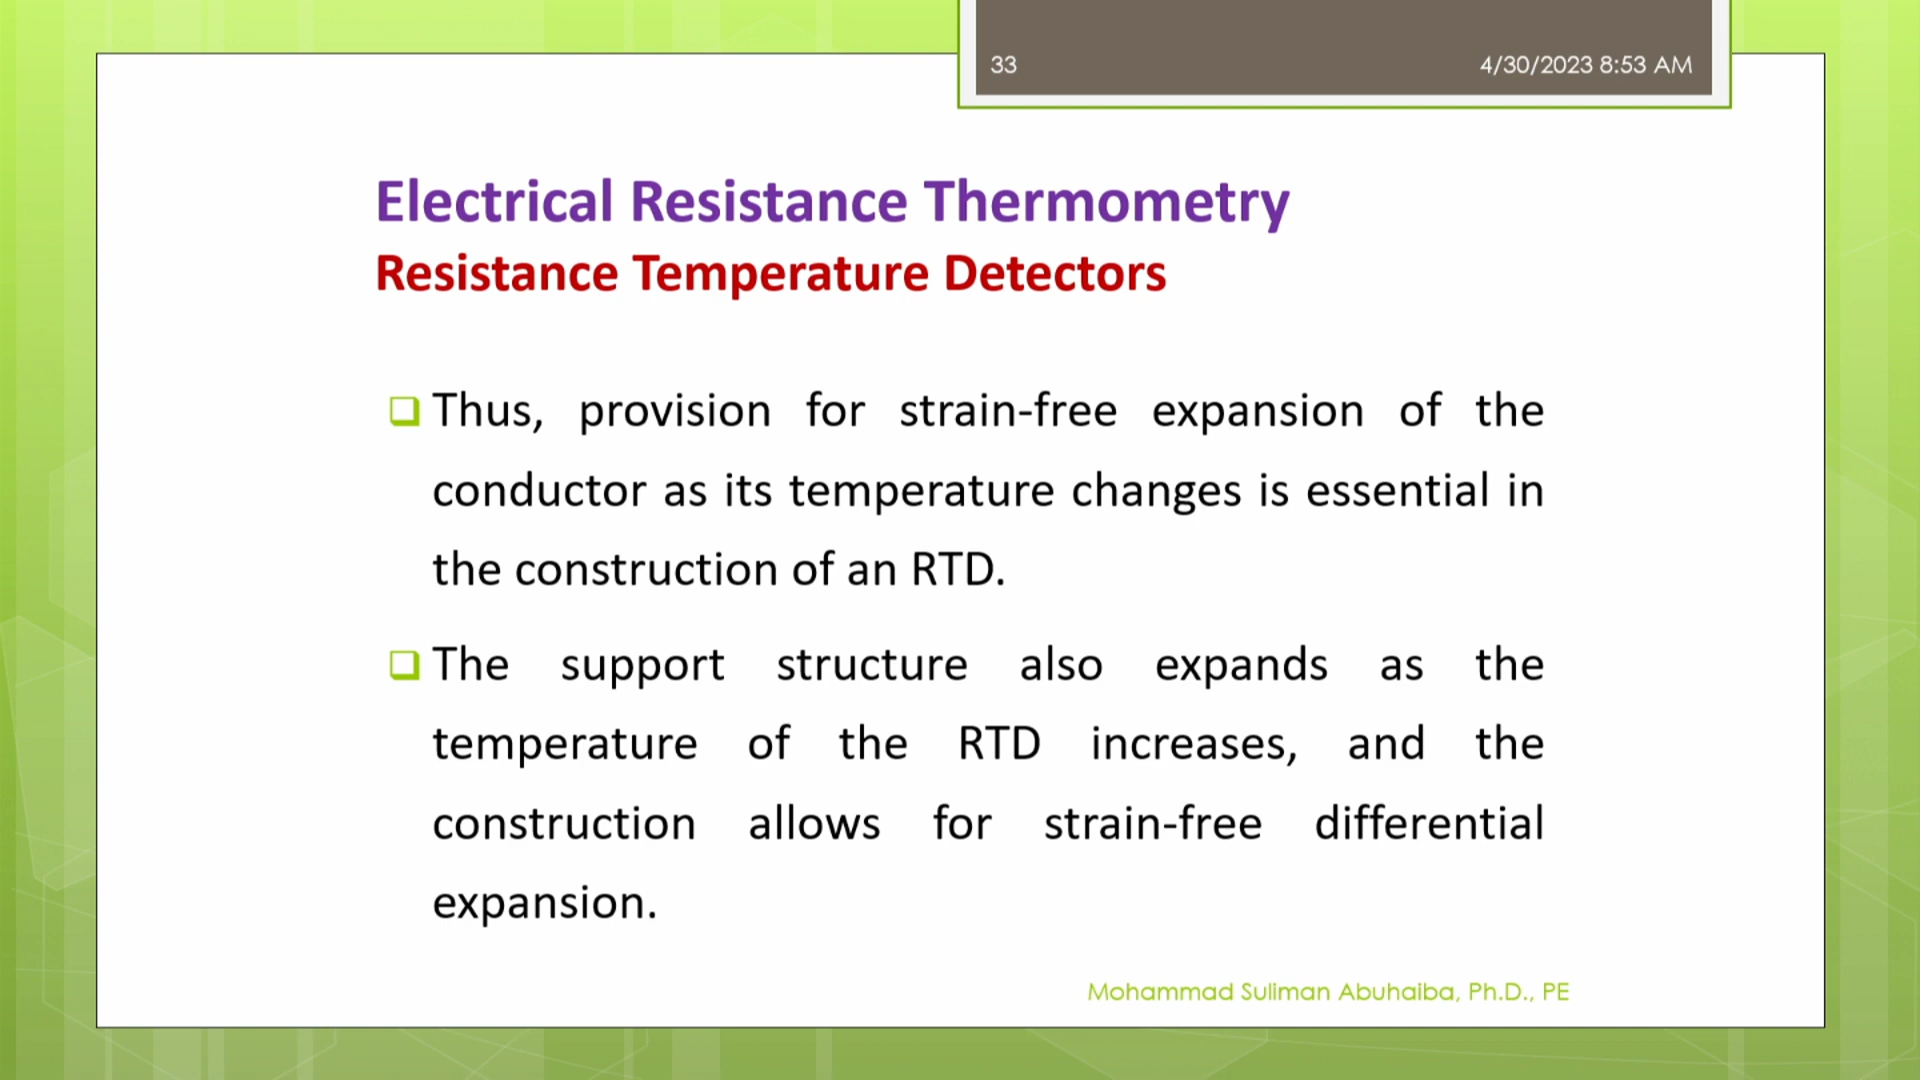 33
4/30/2023 8:53 AM
Electrical Resistance Thermometry
Resistance Temperature Detectors
Thus, provision for strain-free expansion of the
conductor as its temperature changes is essential in
the construction of an RTD.
The support structure also expands as the
temperature of the RTD increases, and the
construction allows for strain-free differential
expansion.
Mohammad Suliman Abuhaiba, Ph.D., PE